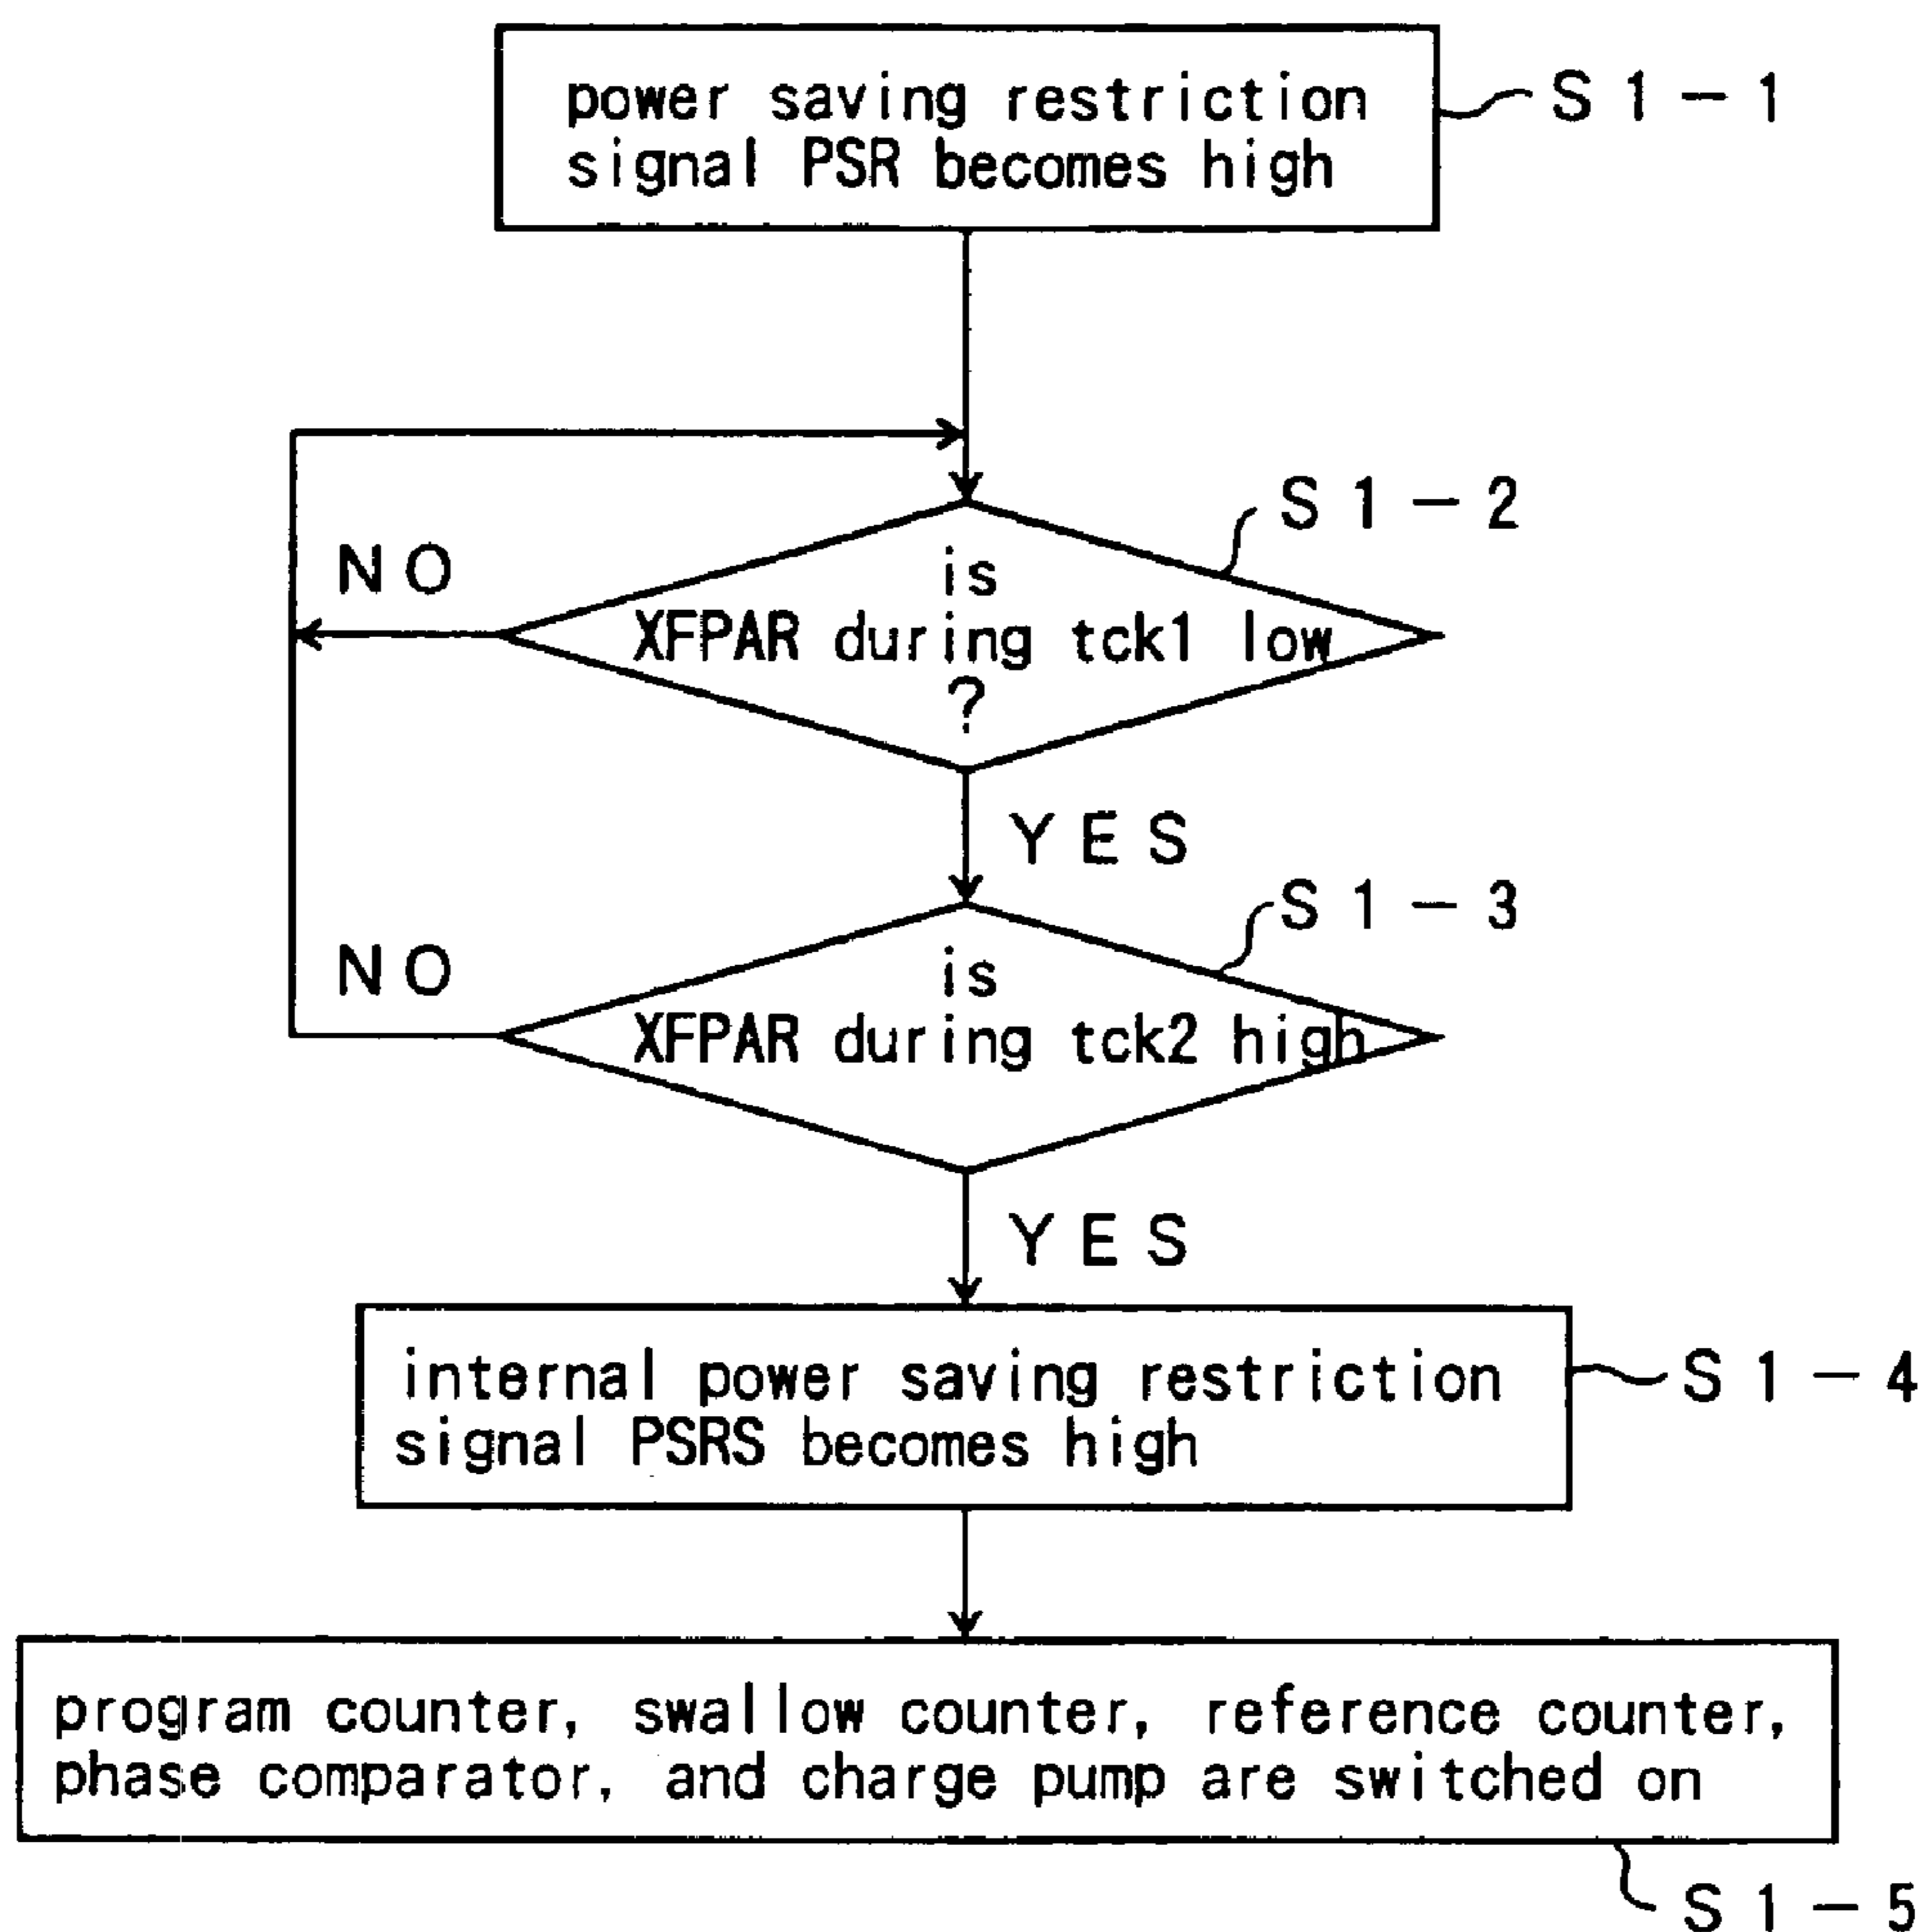 power saving restriction
signal PSR becomes high
S1-1
S1-2
NO
is
XFPAR during tck1 low
?
YES
S1-3
NO
is
XFPAR during tck2 high
YES
internal power saving restriction
signal PSRS becomes high
S1-4
program counter, swallow counter, reference counter,
phase comparator, and charge pump are switched on
S1-5